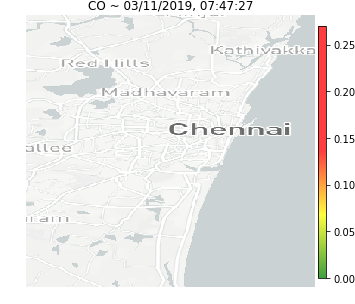 CO ~ 03/11/2019, 07:47:27
Kathivakka
Red Hills
Madhavaram
Chennai
allee
ram
0.25
0.20
0.15
0.10
0.05
0.00